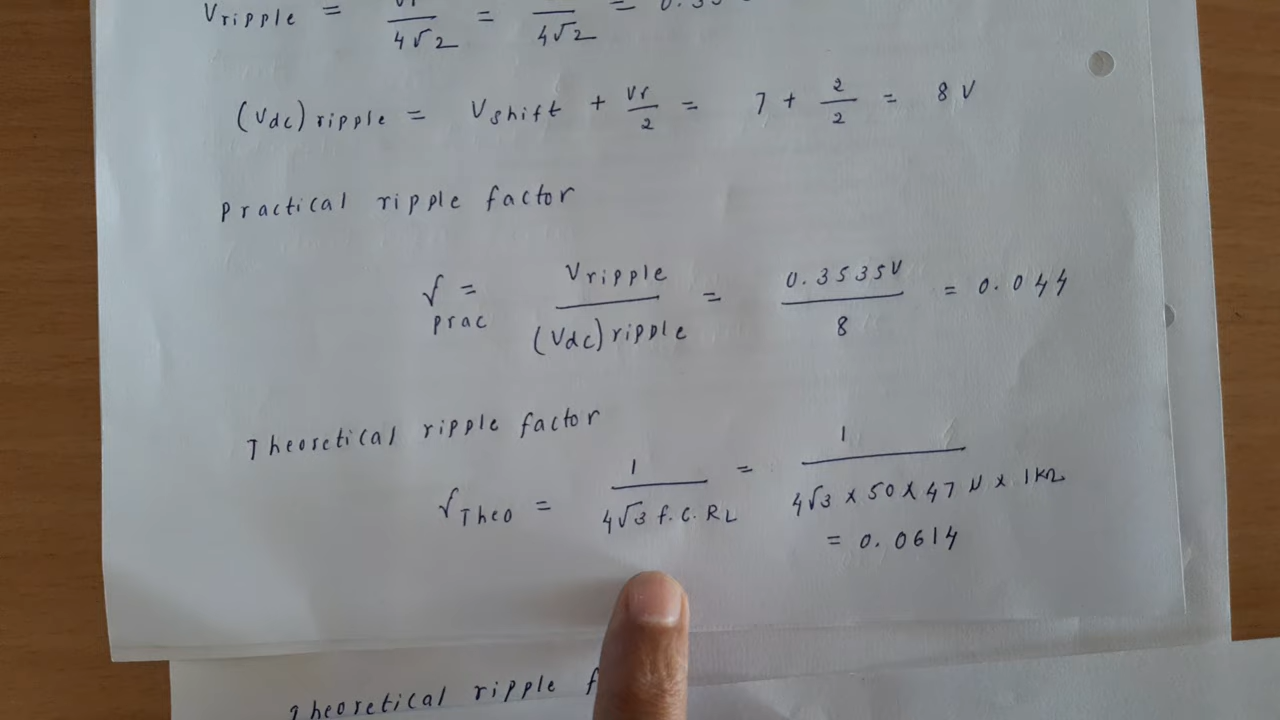 Vripple = Vr/4√2 = /4√2 = 0.35
(Vdc) ripple = Vshift + Vr/2 = 7 + 2/2 = 8 V
Practical ripple factor
r prac = Vripple/(Vdc) ripple = 0.3535V/8 = 0.044
Theoretical ripple factor
r Theo = 1/4√3 f. C. RL = 1/4√3 x 50 x 47 μ x 1kΩ
= 0.0614
Theoretical ripple f